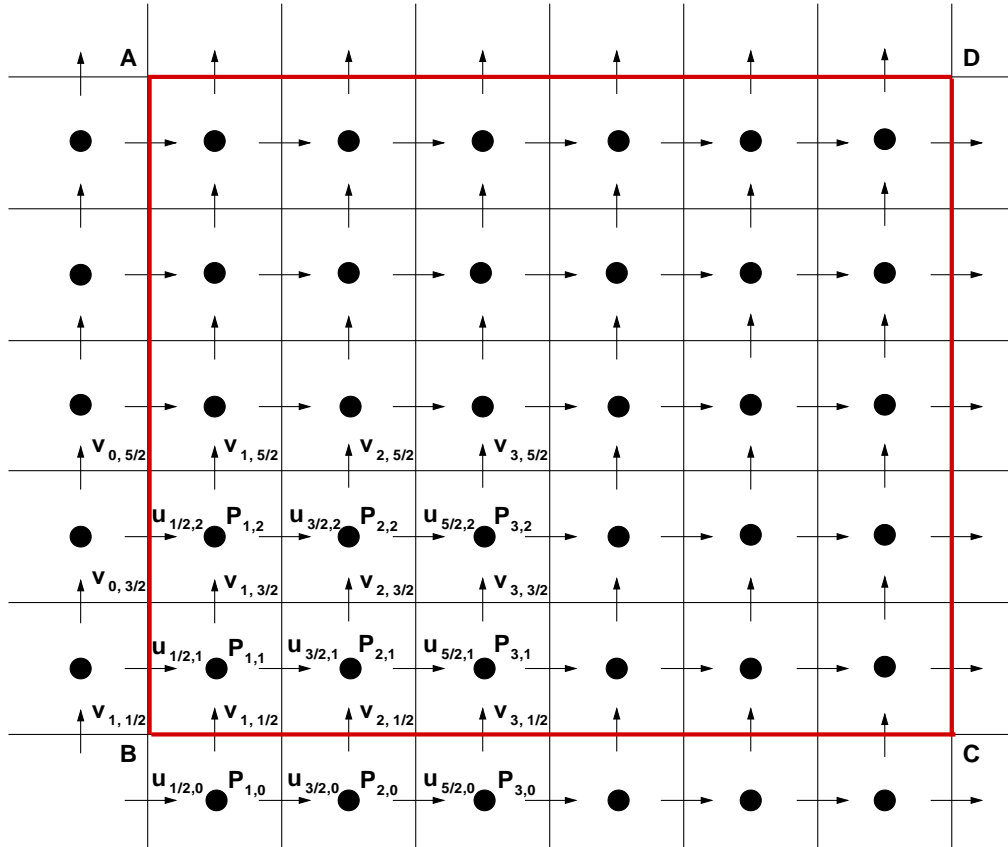 A D
v0, 5/2 v1, 5/2 v2, 5/2 v3, 5/2
u1/2,2 P1,2 u3/2,2 P2,2 u5/2,2 P3,2
v0, 3/2 v1, 3/2 v2, 3/2 v3, 3/2
u1/2,1 P1,1 u3/2,1 P2,1 u5/2,1 P3,1
v1, 1/2 v1, 1/2 v2, 1/2 v3, 1/2
B C
u1/2,0 P1,0 u3/2,0 P2,0 u5/2,0 P3,0